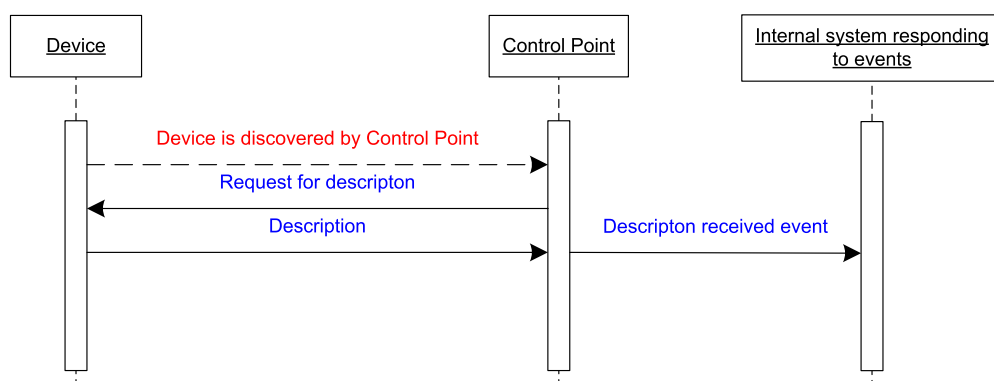 Device
Control Point
Internal system responding
to events
Device is discovered by Control Point
Request for descripton
Description
Descripton received event